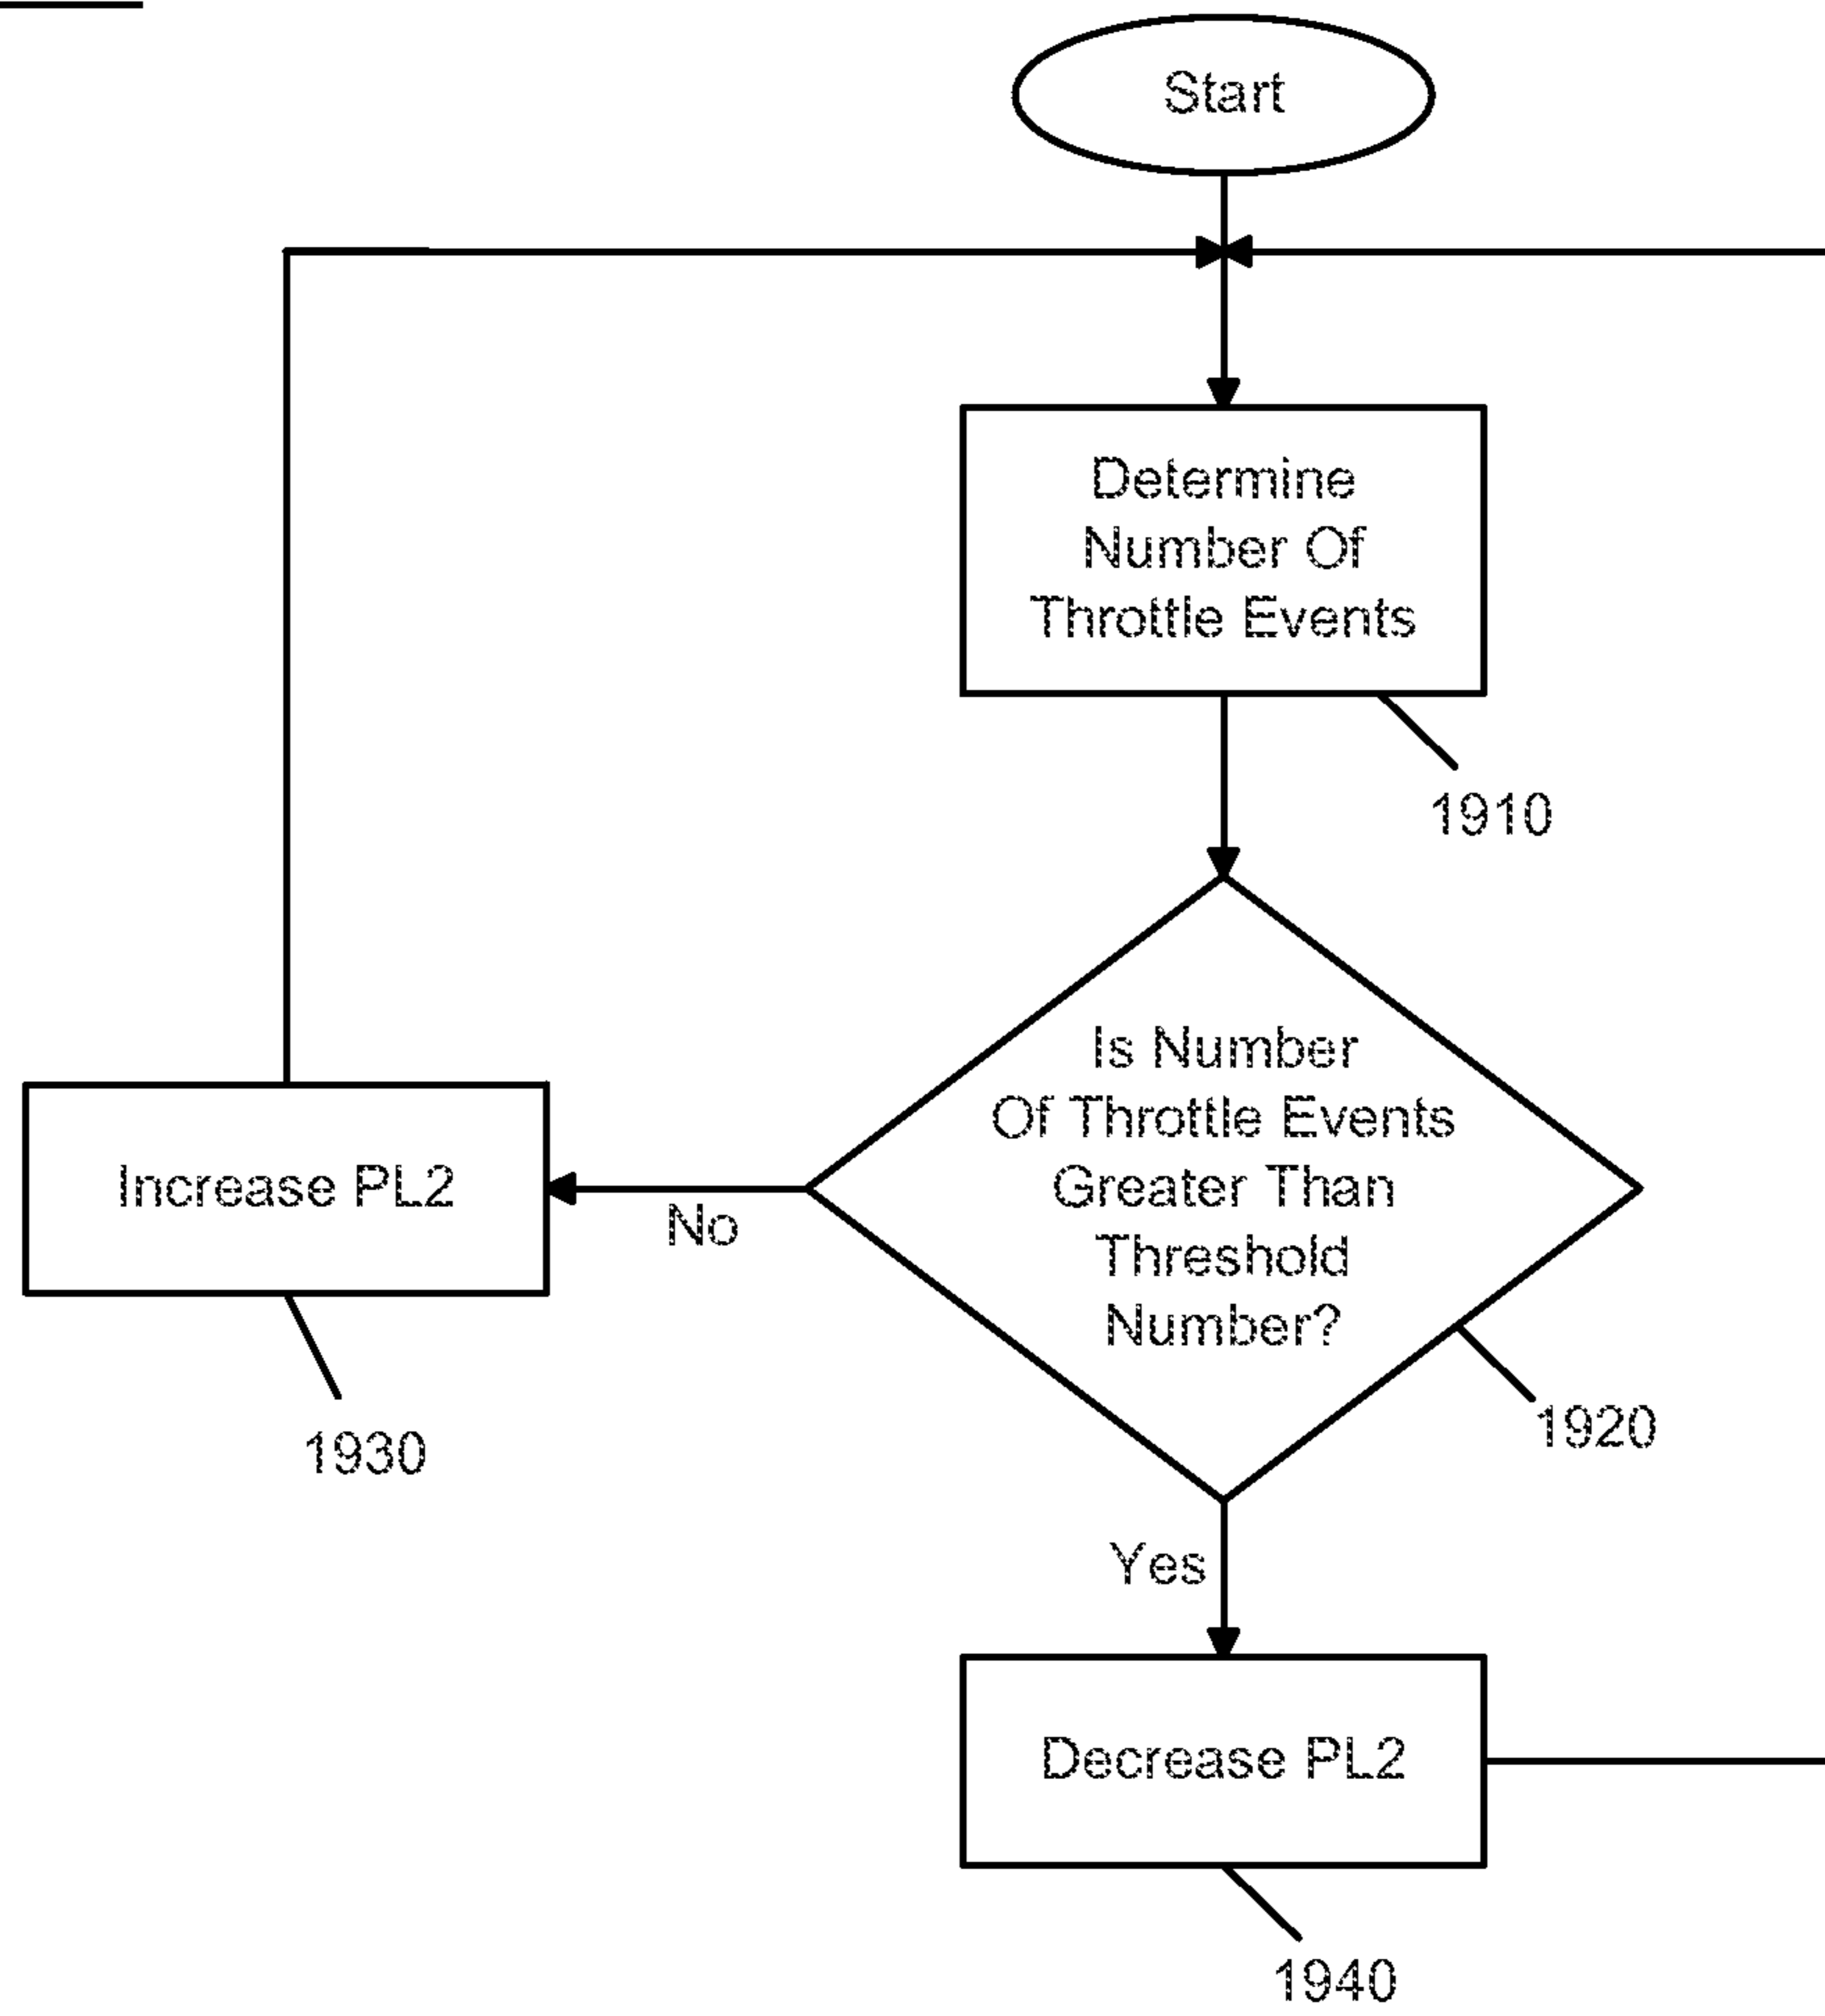 Start
Determine
Number Of
Throttle Events
1910
Is Number
Of Throttle Events
Greater Than
Threshold
Number?
1920
No
Increase PL2
1930
Yes
Decrease PL2
1940